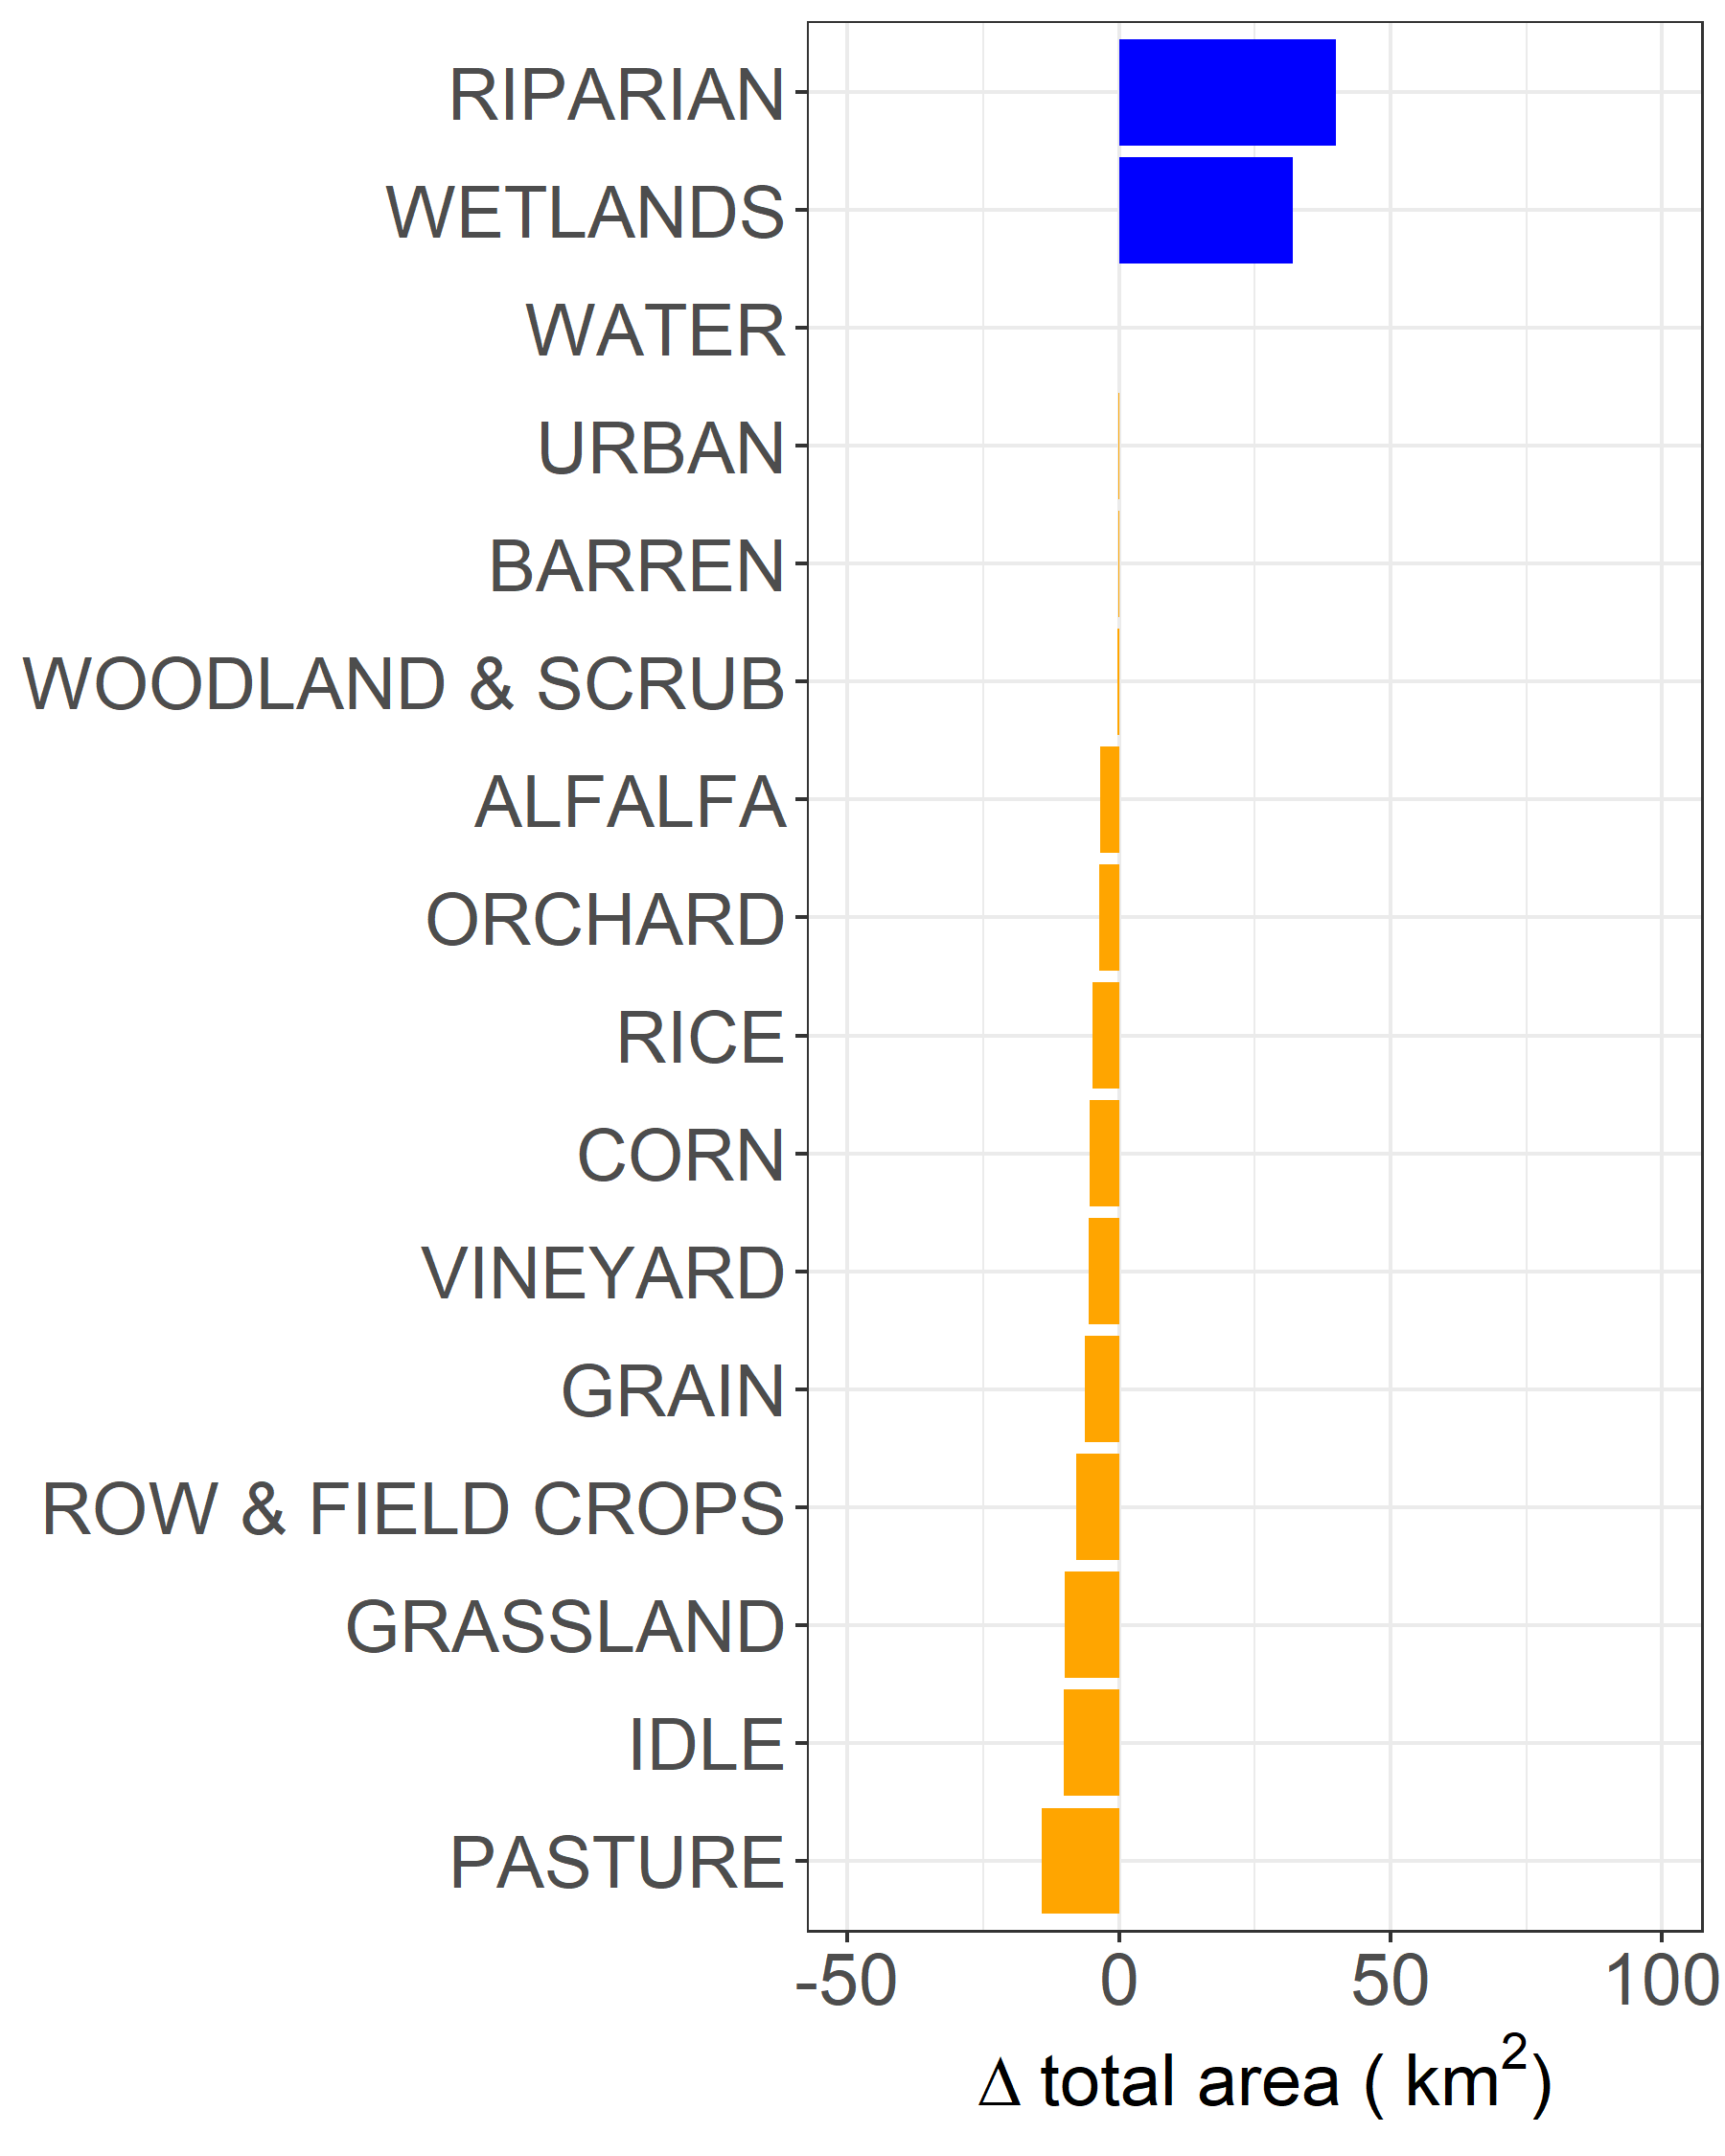 RIPARIAN
WETLANDS
WATER
URBAN
BARREN
WOODLAND & SCRUB
ALFALFA
ORCHARD
RICE
CORN
VINEYARD
GRAIN
ROW & FIELD CROPS
GRASSLAND
IDLE
PASTURE
-50 0 50 100
Δ total area ( km²)